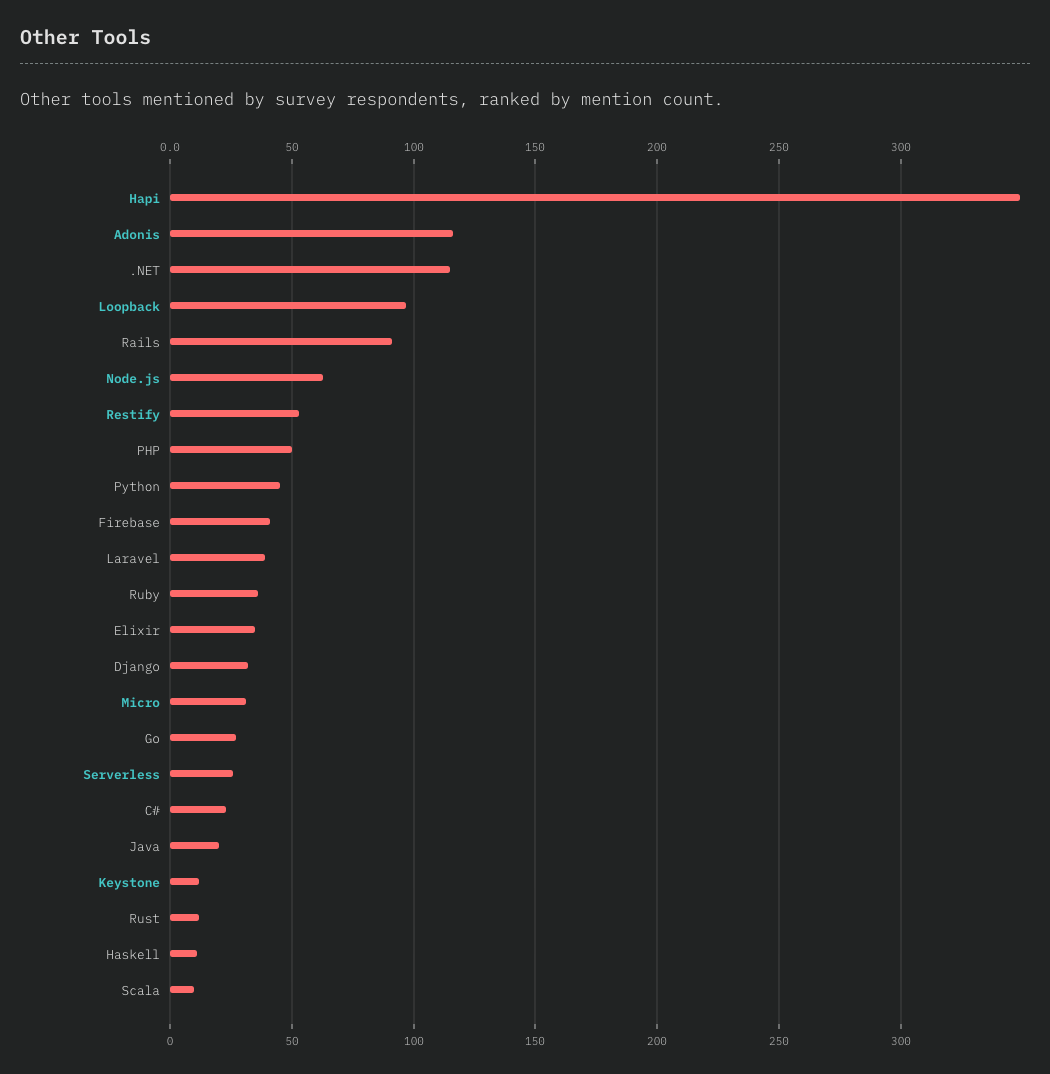 Other Tools
Other tools mentioned by survey respondents, ranked by mention count.
0.0 50 100 150 200 250 300
Hapi
Adonis
.NET
Loopback
Rails
Node.js
Restify
PHP
Python
Firebase
Laravel
Ruby
Elixir
Django
Micro
Go
Serverless
C#
Java
Keystone
Rust
Haskell
Scala
0 50 100 150 200 250 300